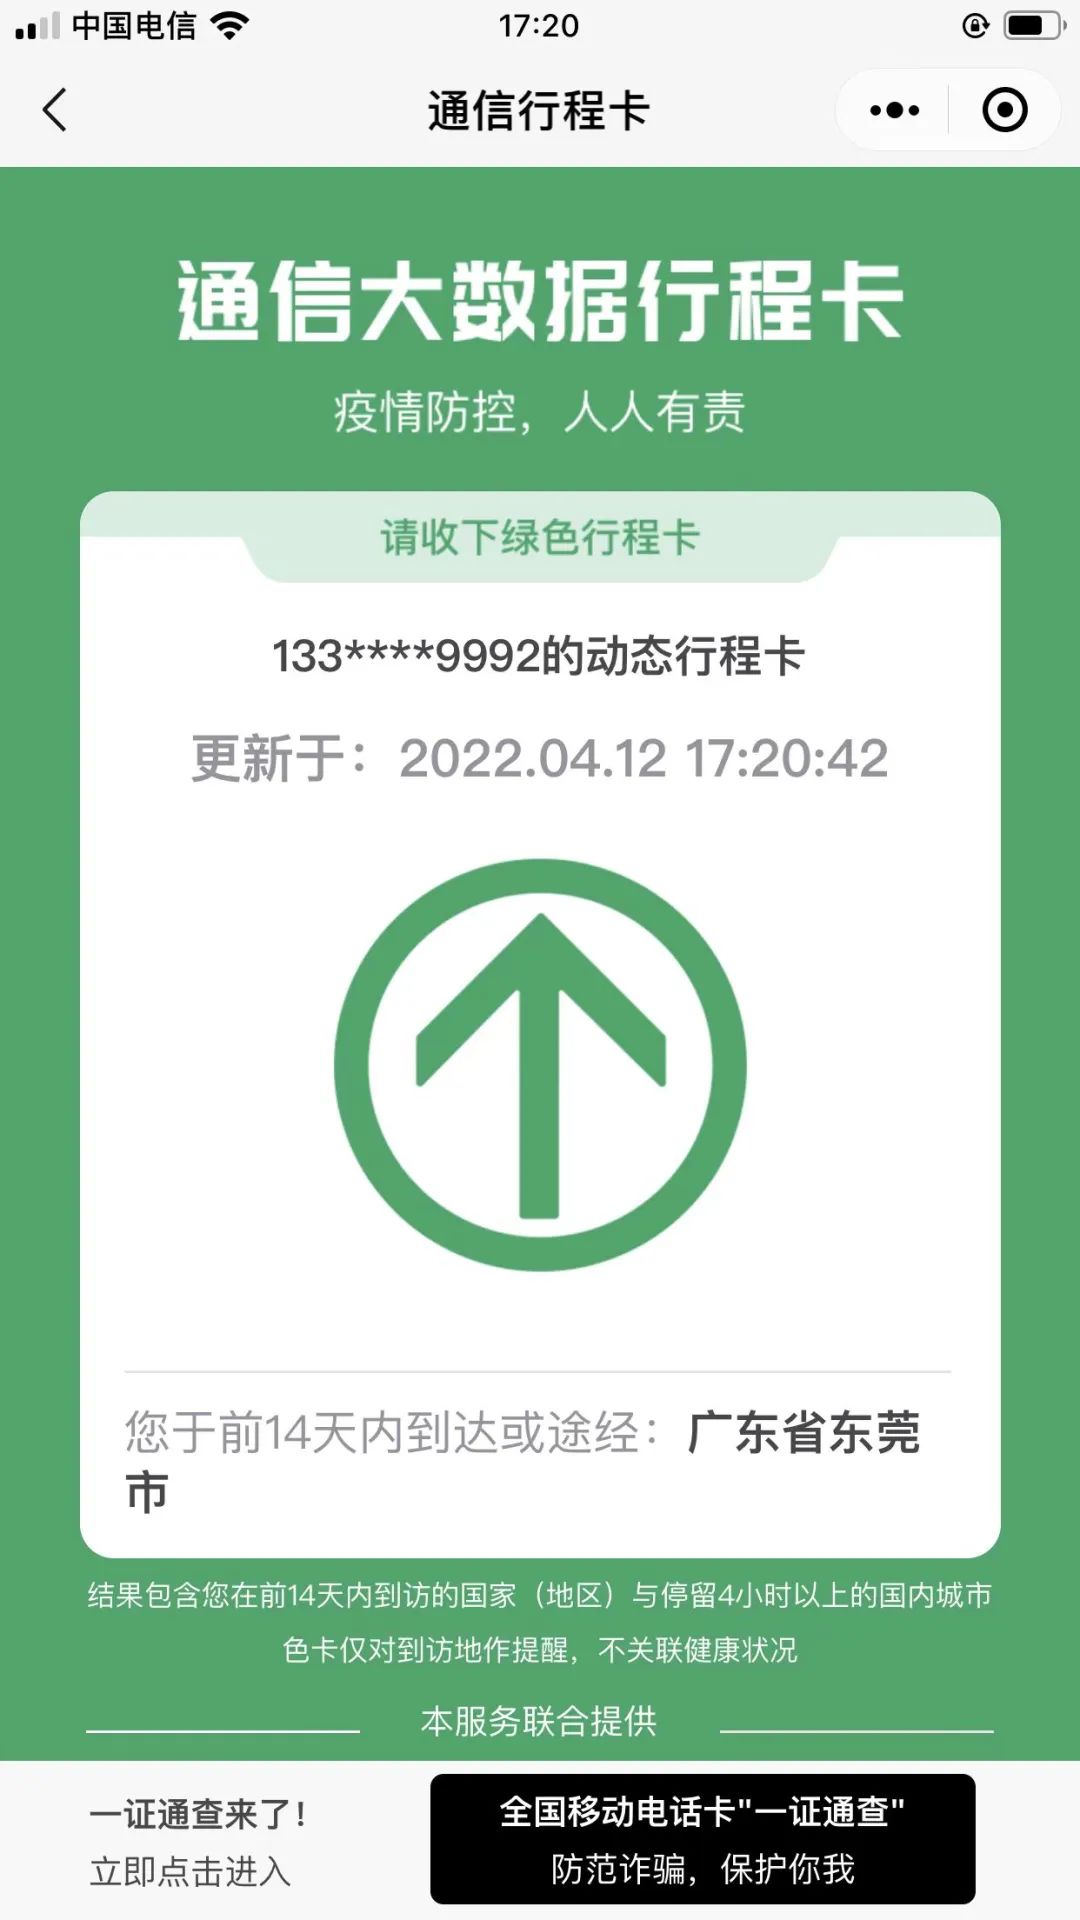 中国电信 17:20
通信行程卡
通信大数据行程卡
疫情防控，人人有责
请收下绿色行程卡
133****9992的动态行程卡
更新于：2022.04.12 17:20:42
您于前14天内到达或途经：广东省东莞
市
结果包含您在前14天内到访的国家（地区）与停留4小时以上的国内城市
色卡仅对到访地作提醒，不关联健康状况
本服务联合提供
一证通查来了！
立即点击进入
全国移动电话卡"一证通查"
防范诈骗，保护你我